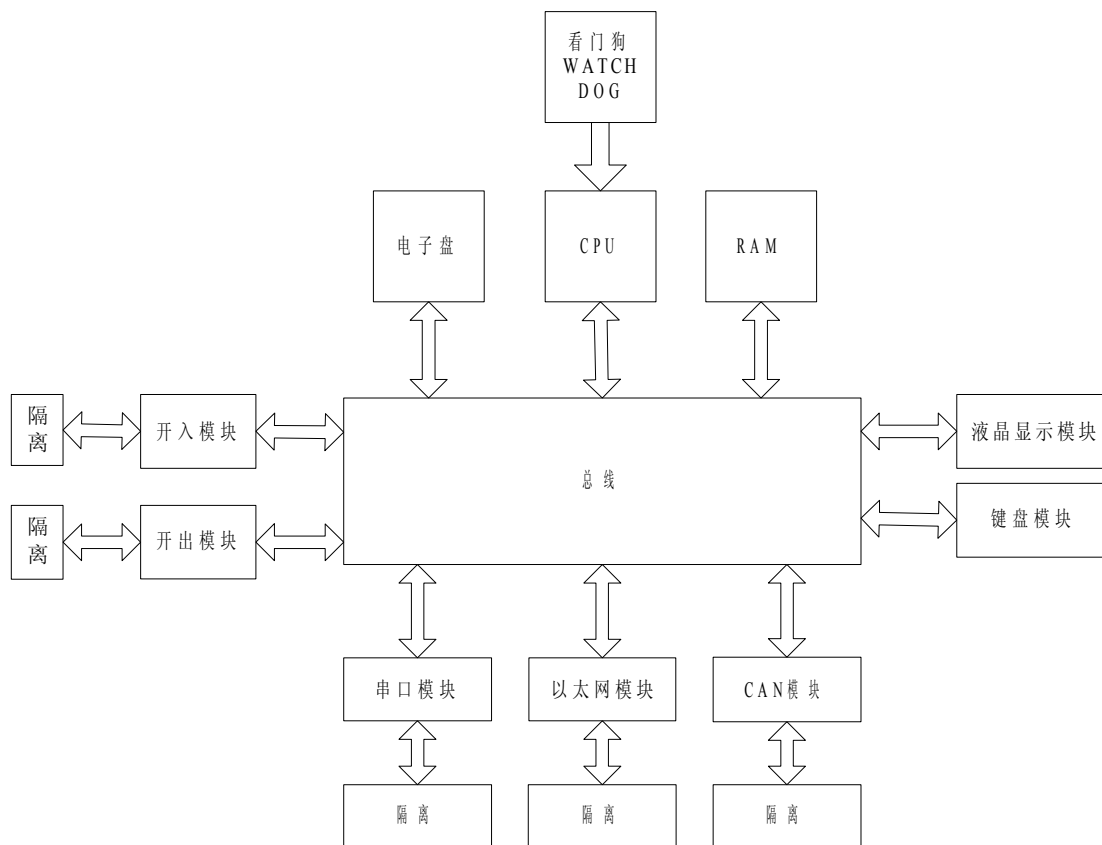 看门狗
WATCH
DOG
电子盘
CPU
RAM
隔
离
开入模块
总线
液晶显示模块
键盘模块
隔
离
开出模块
串口模块
以太网模块
CAN模块
隔离
隔离
隔离